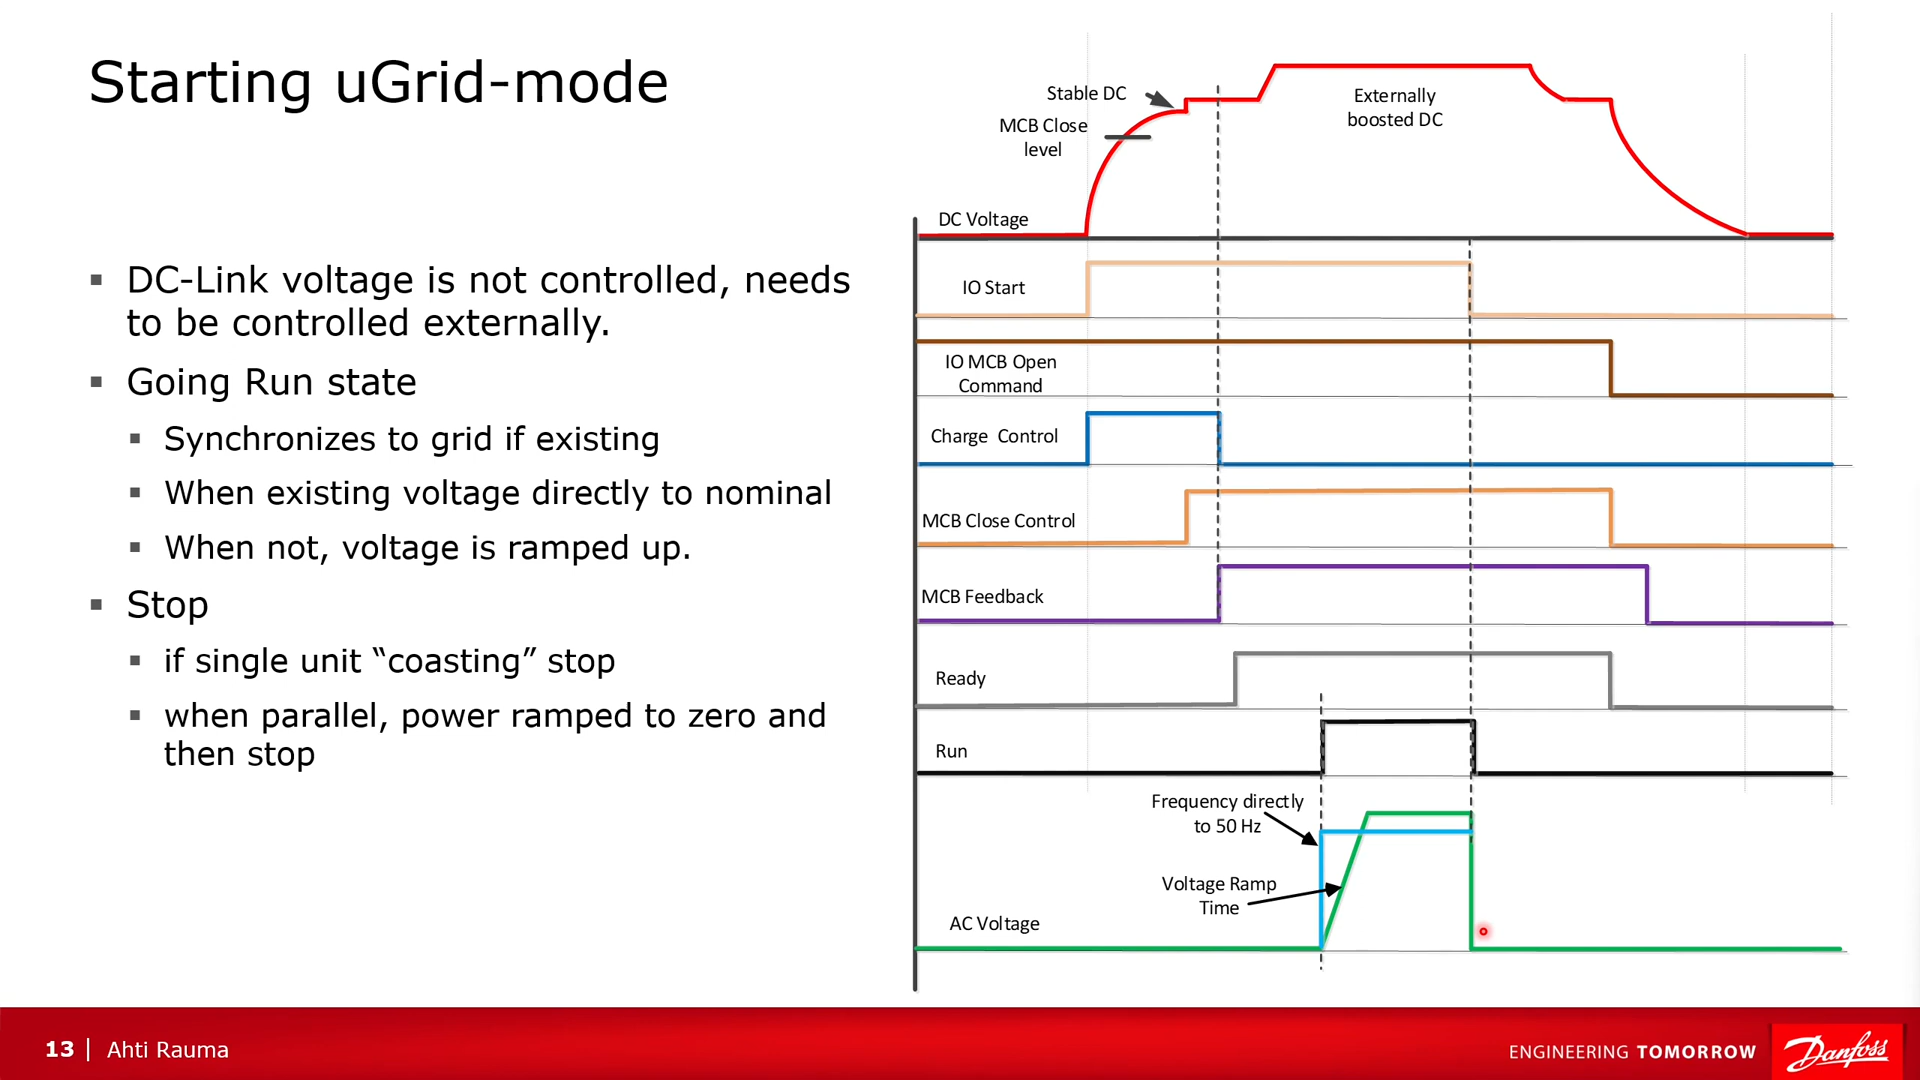 Starting uGrid-mode
DC-Link voltage is not controlled, needs
to be controlled externally.
Going Run state
Synchronizes to grid if existing
When existing voltage directly to nominal
When not, voltage is ramped up.
Stop
if single unit “coasting” stop
when parallel, power ramped to zero and
then stop
Stable DC
MCB Close
level
Externally
boosted DC
DC Voltage
IO Start
IO MCB Open
Command
Charge Control
MCB Close Control
MCB Feedback
Ready
Run
Frequency directly
to 50 Hz
Voltage Ramp
Time
AC Voltage
13 | Ahti Rauma
ENGINEERING TOMORROW
Danfoss